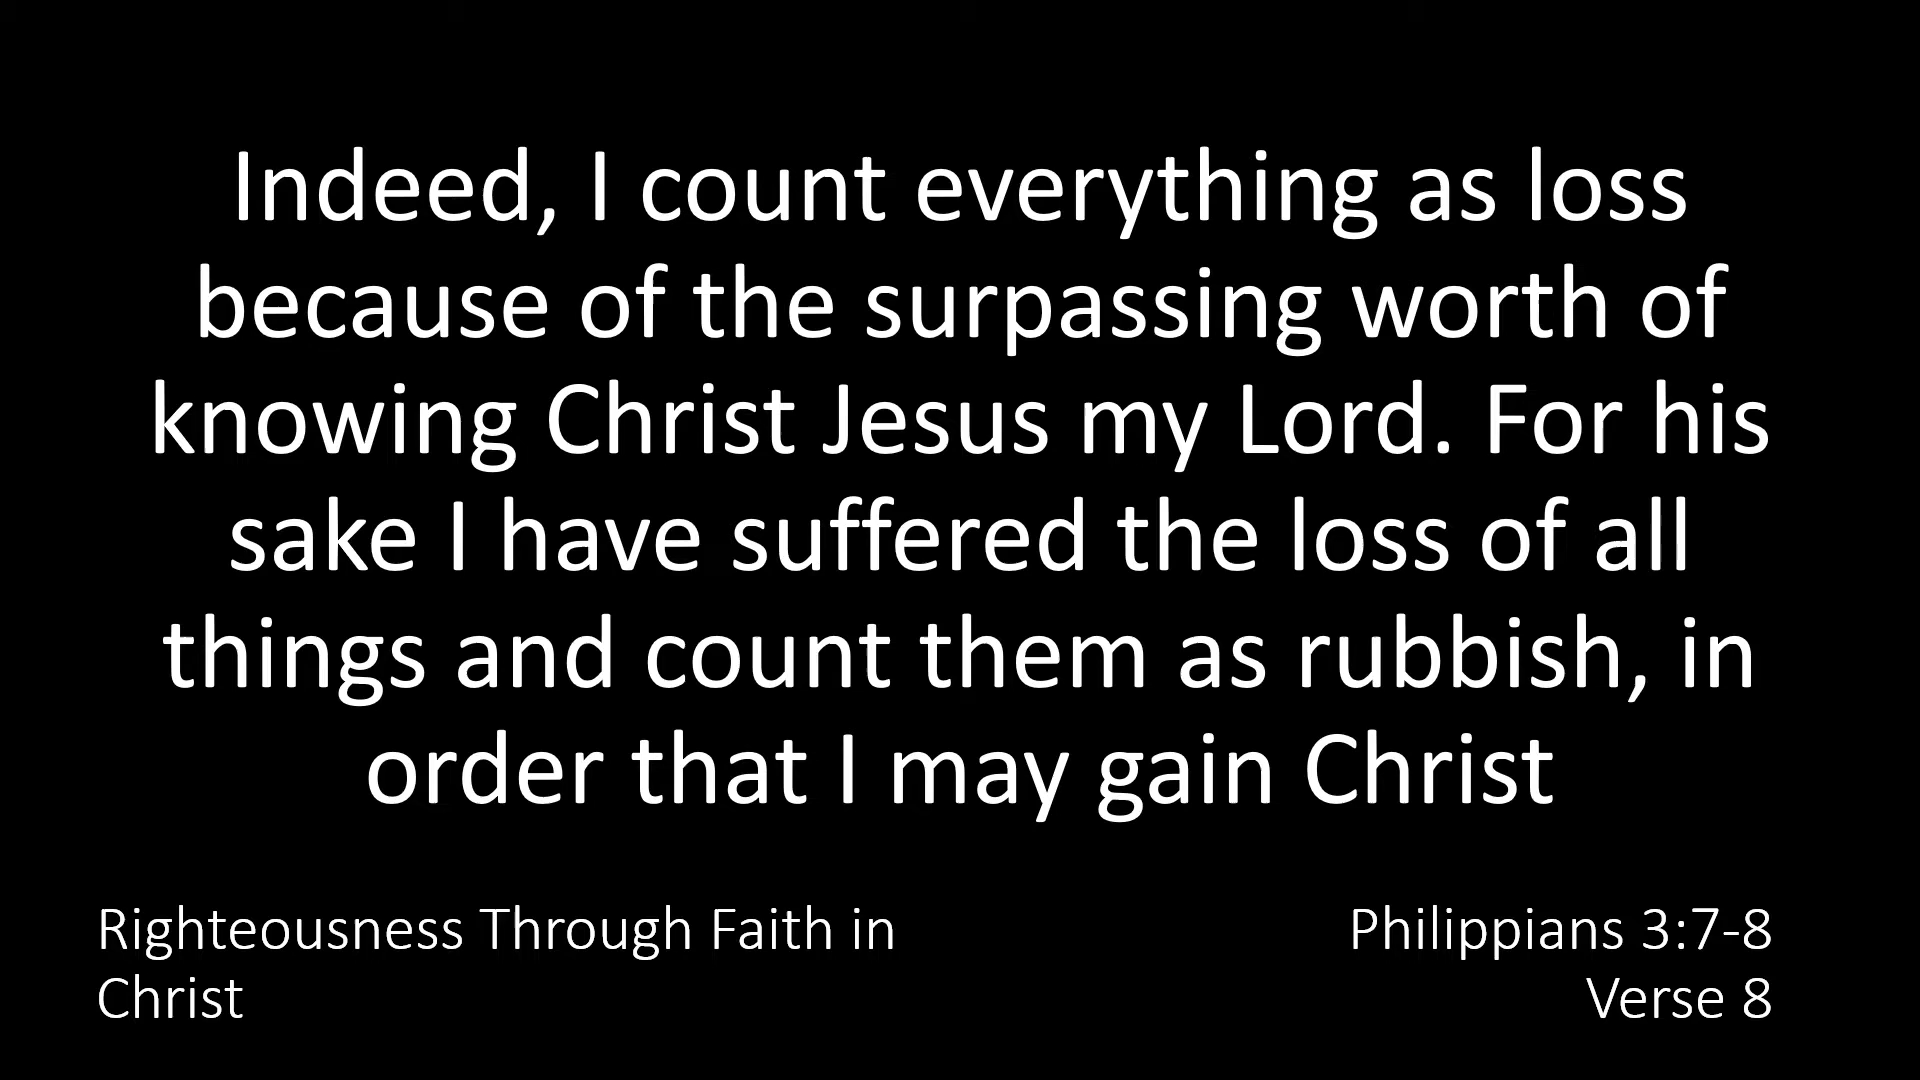 Indeed, I count everything as loss
because of the surpassing worth of
knowing Christ Jesus my Lord. For his
sake I have suffered the loss of all
things and count them as rubbish, in
order that I may gain Christ
Righteousness Through Faith in
Christ
Philippians 3:7-8
Verse 8